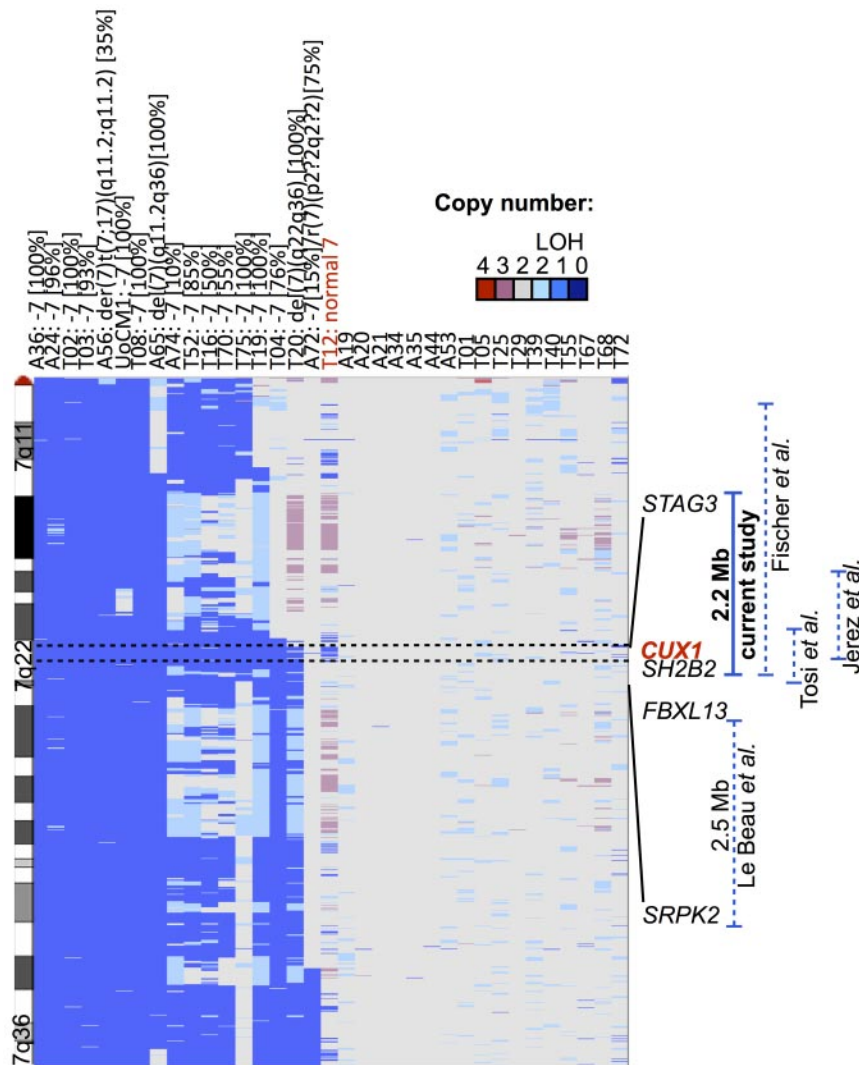 A36: -7 [100%]
A24: -7 [96%]
T02: -7 [100%]
T03: -7 [93%]
A56: der(7)t(7;17)(q11.2;q11.2) [35%]
UoCM1: -7 [100%]
T08: -7 [100%]
A65: del(7)(q11.2q36)[100%]
A74: -7 [10%]
T52: -7 [85%]
T16: -7 [50%]
T70: -7 [55%]
T75: -7 [100%]
T19: -7 [100%]
T04: -7 [76%]
T20: del(7)(q22q36) [100%]
A72: -7[15%]/r(7)(p2?2q2?2)[75%]
T12: normal 7
A19
A20
A21
A34
A35
A44
A53
T01
T05
T25
T29
T39
T40
T55
T67
T68
T72
Copy number:
LOH
4 3 2 2 1 0
7q11
7q22
7q36
STAG3
CUX1
SH2B2
FBXL13
SRPK2
2.2 Mb
current study
Fischer et al.
Tosi et al.
Jerez et al.
2.5 Mb
Le Beau et al.